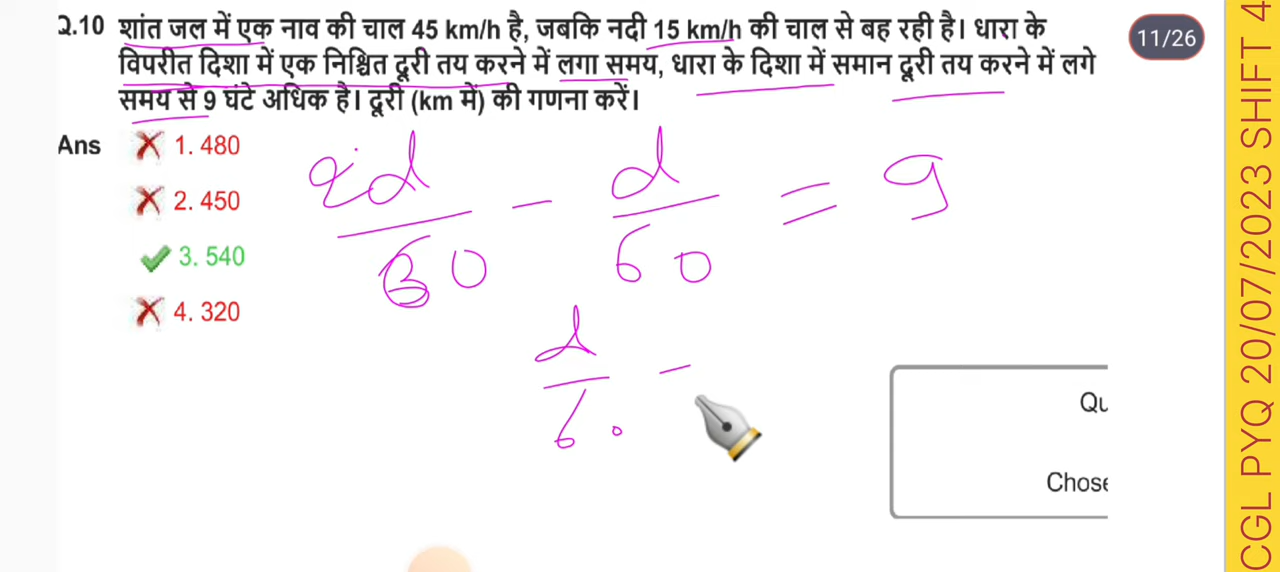 Q.10 शांत जल में एक नाव की चाल 45 km/h है, जबकि नदी 15 km/h की चाल से बह रही है। धारा के
विपरीत दिशा में एक निश्चित दूरी तय करने में लगा समय, धारा के दिशा में समान दूरी तय करने में लगे
समय से 9 घंटे अधिक है। दूरी (km में) की गणना करें।
11/26
Ans
1. 480
2. 450
3. 540
4. 320
2d/60 - d/60 = 9
d/60 -
Qu
Chose
CGL PYQ 20/07/2023 SHIFT 4